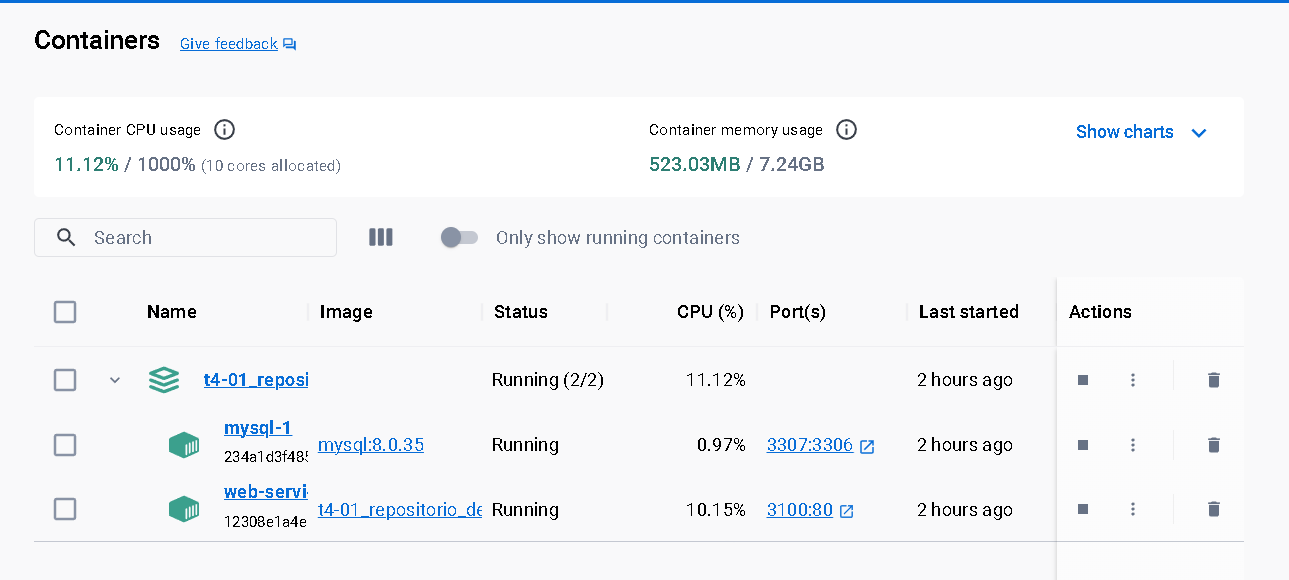 Containers Give feedback
Container CPU usage Container memory usage Show charts
11.12% / 1000% (10 cores allocated) 523.03MB / 7.24GB
Search Only show running containers
Name Image Status CPU (%) Port(s) Last started Actions
t4-01_reposi Running (2/2) 11.12% 2 hours ago
mysql-1
234a1d3f485 mysql:8.0.35 Running 0.97% 3307:3306 2 hours ago
web-servi
12308e1a4e t4-01_repositorio_de Running 10.15% 3100:80 2 hours ago